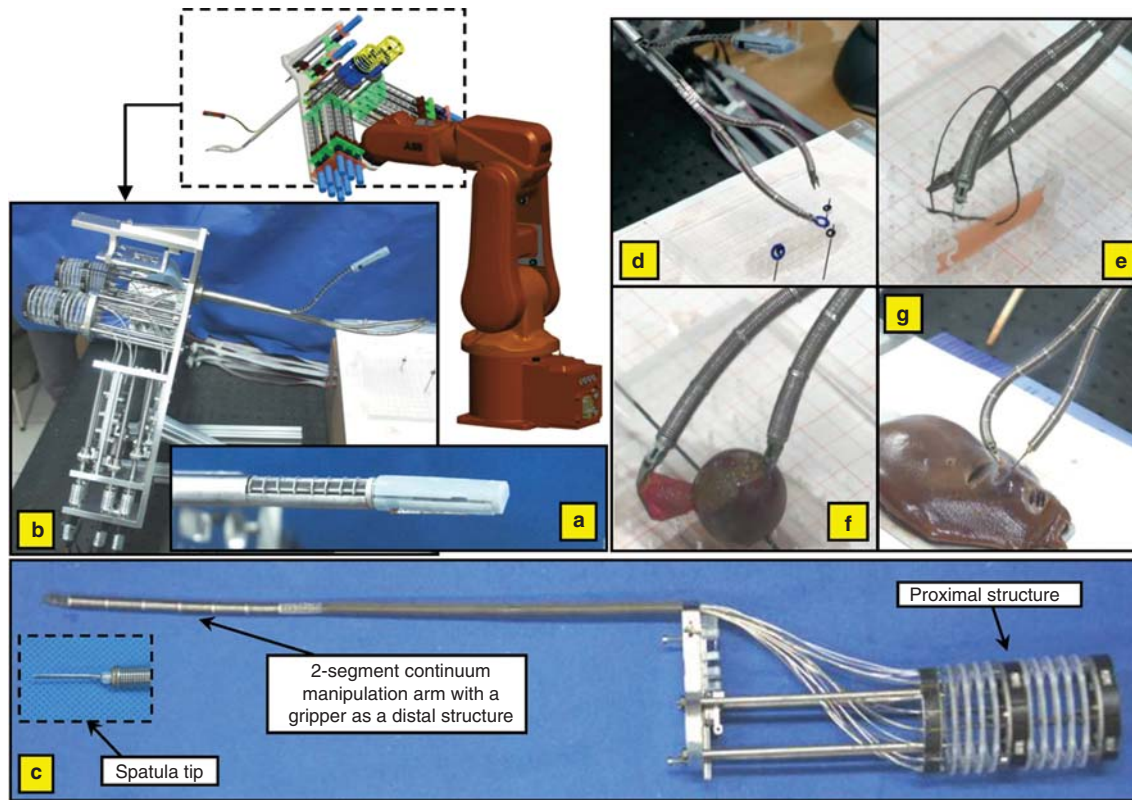 ABB
d
e
g
b
a
f
Proximal structure
2-segment continuum
manipulation arm with a
gripper as a distal structure
Spatula tip
c